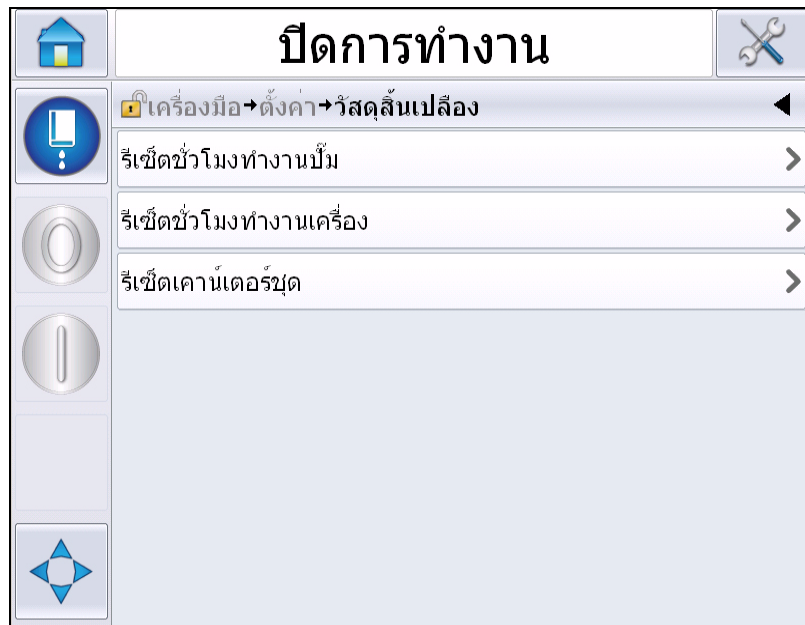 ปิดการทำงาน
เครื่องมือ➔ตั้งค่า➔วัสดุสิ้นเปลือง
รีเซ็ตชั่วโมงทำงานปั๊ม
รีเซ็ตชั่วโมงทำงานเครื่อง
รีเซ็ตเคาน์เตอร์ชุด